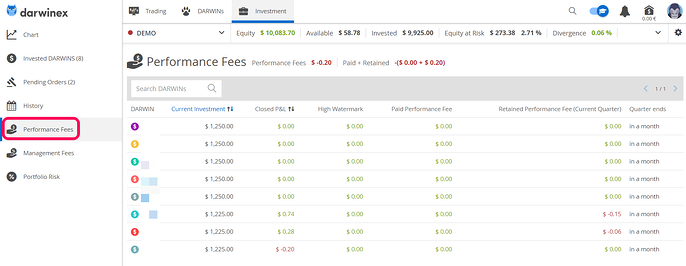 darwinex
Trading DARWINs Investment 0.00 €
DEMO Equity $ 10,083.70 Available $ 58.78 Invested $ 9,925.00 Equity at Risk $ 273.38 2.71 % Divergence 0.06 %
Chart
Invested DARWINS (8)
Pending Orders (2)
History
Performance Fees
Management Fees
Portfolio Risk
Performance Fees Performance Fees $ -0.20 Paid + Retained -($ 0.00 + $ 0.20)
Search DARWINs 1 / 1
DARWIN Current Investment Closed P&L High Watermark Paid Performance Fee Retained Performance Fee (Current Quarter) Quarter ends
$ 1,250.00 $ 0.00 $ 0.00 $ 0.00 $ 0.00 in a month
$ 1,250.00 $ 0.00 $ 0.00 $ 0.00 $ 0.00 in a month
$ 1,250.00 $ 0.00 $ 0.00 $ 0.00 $ 0.00 in a month
$ 1,250.00 $ 0.00 $ 0.00 $ 0.00 $ 0.00 in a month
$ 1,250.00 $ 0.00 $ 0.00 $ 0.00 $ 0.00 in a month
$ 1,225.00 $ 0.74 $ 0.00 $ 0.00 $ -0.15 in a month
$ 1,225.00 $ 0.28 $ 0.00 $ 0.00 $ -0.06 in a month
$ 1,225.00 $ -0.20 $ 0.00 $ 0.00 $ 0.00 in a month